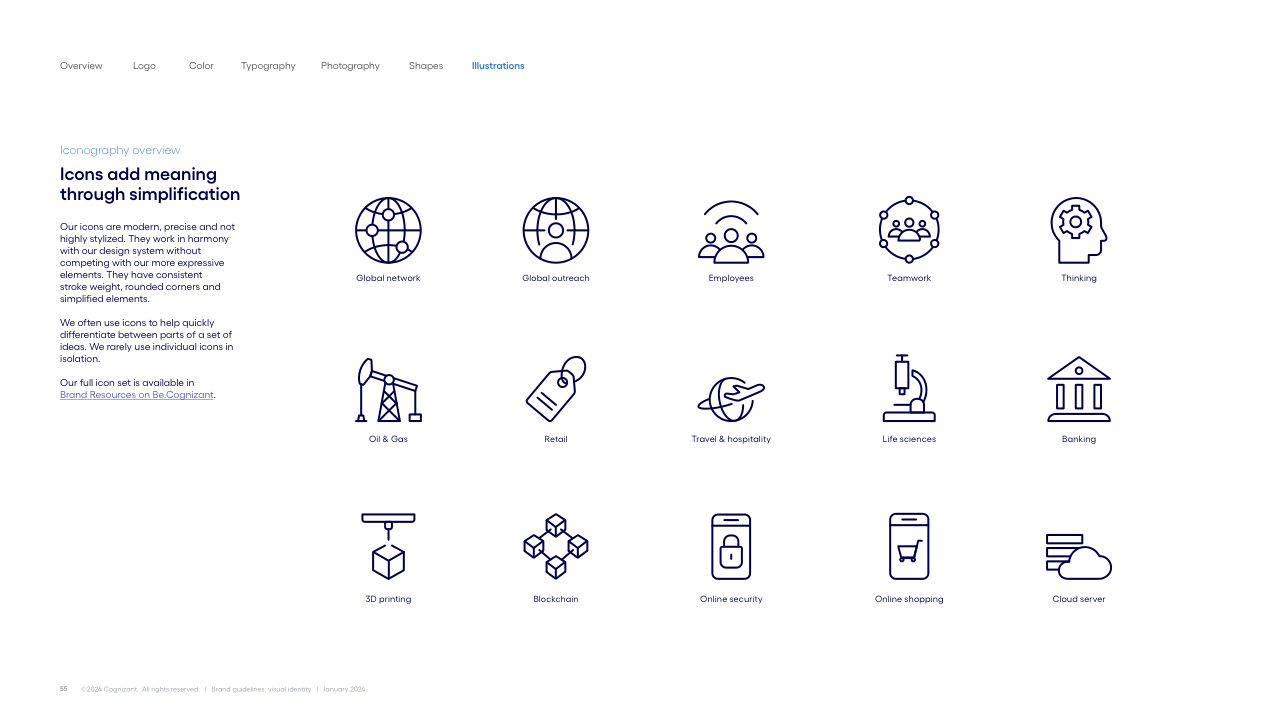 Overview Logo Color Typography Photography Shapes Illustrations
Iconography overview
Icons add meaning
through simplification
Our icons are modern, precise and not
highly stylized. They work in harmony
with our design system without
competing with our more expressive
elements. They have consistent
stroke weight, rounded corners and
simplified elements.
We often use icons to help quickly
differentiate between parts of a set of
ideas. We rarely use individual icons in
isolation.
Our full icon set is available in
Brand Resources on Be.Cognizant.
Global network Global outreach Employees Teamwork Thinking
Oil & Gas Retail Travel & hospitality Life sciences Banking
3D printing Blockchain Online security Online shopping Cloud server
55 ©2024 Cognizant. All rights reserved. | Brand guidelines: visual identity | January 2024